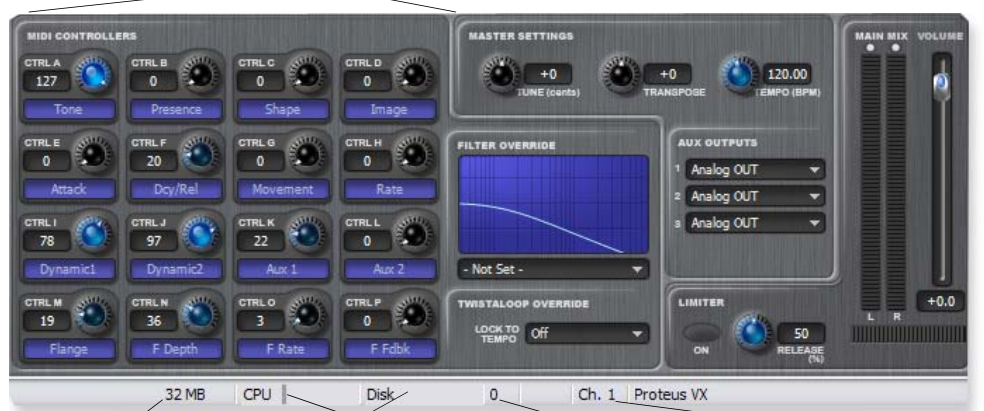 MIDI CONTROLLERS
CTRL A
127
Tone
CTRL B
0
Presence
CTRL C
0
Shape
CTRL D
0
Image
CTRL E
0
Attack
CTRL F
20
Dcy/Rel
CTRL G
0
Movement
CTRL H
0
Rate
CTRL I
78
Dynamic1
CTRL J
97
Dynamic2
CTRL K
22
Aux 1
CTRL L
0
Aux 2
CTRL M
19
Flange
CTRL N
36
F Depth
CTRL O
3
F Rate
CTRL P
0
F Fdbk
MASTER SETTINGS
+0
TUNE (cents)
+0
TRANSPOSE
120.00
TEMPO (BPM)
FILTER OVERRIDE
- Not Set -
TWISTALOOP OVERRIDE
LOCK TO
TEMPO
Off
AUX OUTPUTS
1 Analog OUT
2 Analog OUT
3 Analog OUT
LIMITER
ON
50
RELEASE
(%)
MAIN MIX
VOLUME
L R
+0.0
32 MB
CPU
Disk
0
Ch. 1
Proteus VX